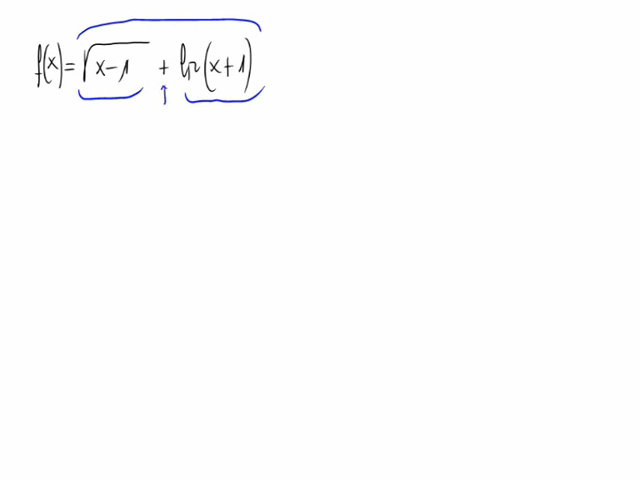 f(x) = √(x-1) + ln(x+1)